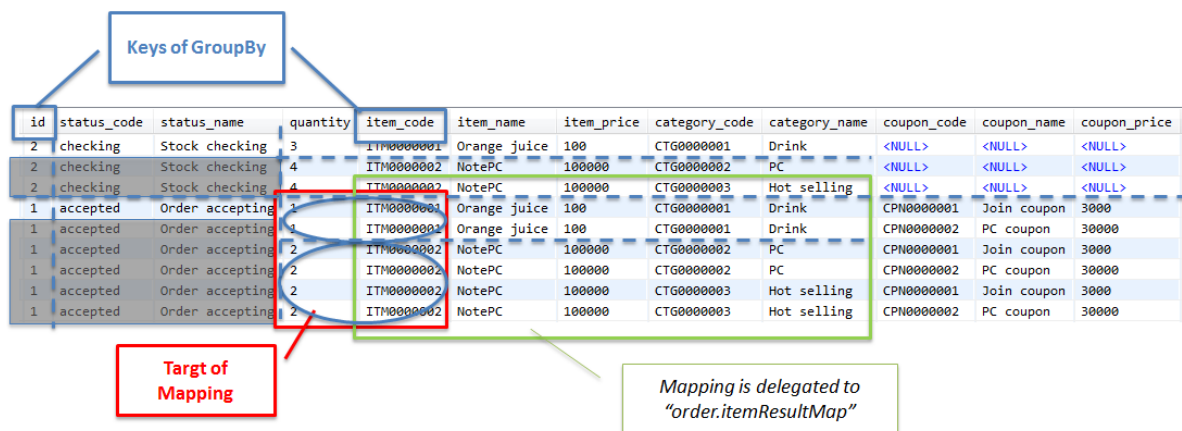 Keys of GroupBy
id status_code status_name quantity item_code item_name item_price category_code category_name coupon_code coupon_name coupon_price
2 checking Stock checking 3 ITM0000001 Orange juice 100 CTG0000001 Drink <NULL> <NULL> <NULL>
2 checking Stock checking 4 ITM0000002 NotePC 100000 CTG0000002 PC <NULL> <NULL> <NULL>
2 checking Stock checking 4 ITM0000002 NotePC 100000 CTG0000003 Hot selling <NULL> <NULL> <NULL>
1 accepted Order accepting 1 ITM0000001 Orange juice 100 CTG0000001 Drink CPN0000001 Join coupon 3000
1 accepted Order accepting 1 ITM0000001 Orange juice 100 CTG0000001 Drink CPN0000002 PC coupon 30000
1 accepted Order accepting 2 ITM0000002 NotePC 100000 CTG0000002 PC CPN0000001 Join coupon 3000
1 accepted Order accepting 2 ITM0000002 NotePC 100000 CTG0000002 PC CPN0000002 PC coupon 30000
1 accepted Order accepting 2 ITM0000002 NotePC 100000 CTG0000003 Hot selling CPN0000001 Join coupon 3000
1 accepted Order accepting 2 ITM0000002 NotePC 100000 CTG0000003 Hot selling CPN0000002 PC coupon 30000
Targt of
Mapping
Mapping is delegated to
“order.itemResultMap”